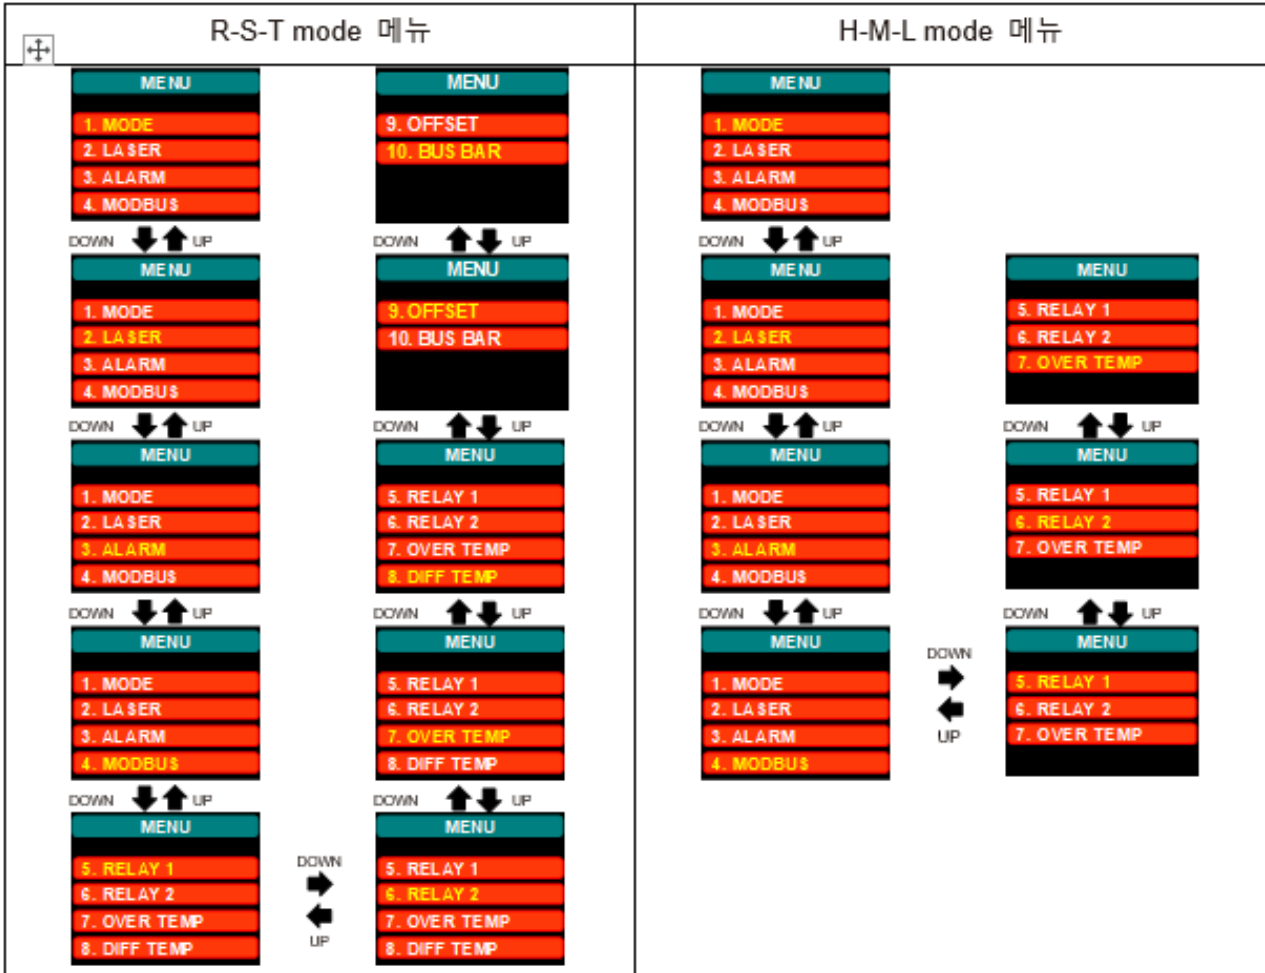 R-S-T mode 메뉴
MENU
1. MODE
2. LASER
3. ALARM
4. MODBUS
DOWN UP
MENU
1. MODE
2. LASER
3. ALARM
4. MODBUS
DOWN UP
MENU
1. MODE
2. LASER
3. ALARM
4. MODBUS
DOWN UP
MENU
1. MODE
2. LASER
3. ALARM
4. MODBUS
DOWN UP
MENU
5. RELAY 1
6. RELAY 2
7. OVER TEMP
8. DIFF TEMP
DOWN
UP
MENU
9. OFFSET
10. BUS BAR
DOWN UP
MENU
9. OFFSET
10. BUS BAR
DOWN UP
MENU
5. RELAY 1
6. RELAY 2
7. OVER TEMP
8. DIFF TEMP
DOWN UP
MENU
5. RELAY 1
6. RELAY 2
7. OVER TEMP
8. DIFF TEMP
DOWN UP
MENU
5. RELAY 1
6. RELAY 2
7. OVER TEMP
8. DIFF TEMP
H-M-L mode 메뉴
MENU
1. MODE
2. LASER
3. ALARM
4. MODBUS
DOWN UP
MENU
1. MODE
2. LASER
3. ALARM
4. MODBUS
DOWN UP
MENU
1. MODE
2. LASER
3. ALARM
4. MODBUS
DOWN UP
MENU
1. MODE
2. LASER
3. ALARM
4. MODBUS
DOWN
UP
MENU
5. RELAY 1
6. RELAY 2
7. OVER TEMP
DOWN UP
MENU
5. RELAY 1
6. RELAY 2
7. OVER TEMP
DOWN UP
MENU
5. RELAY 1
6. RELAY 2
7. OVER TEMP